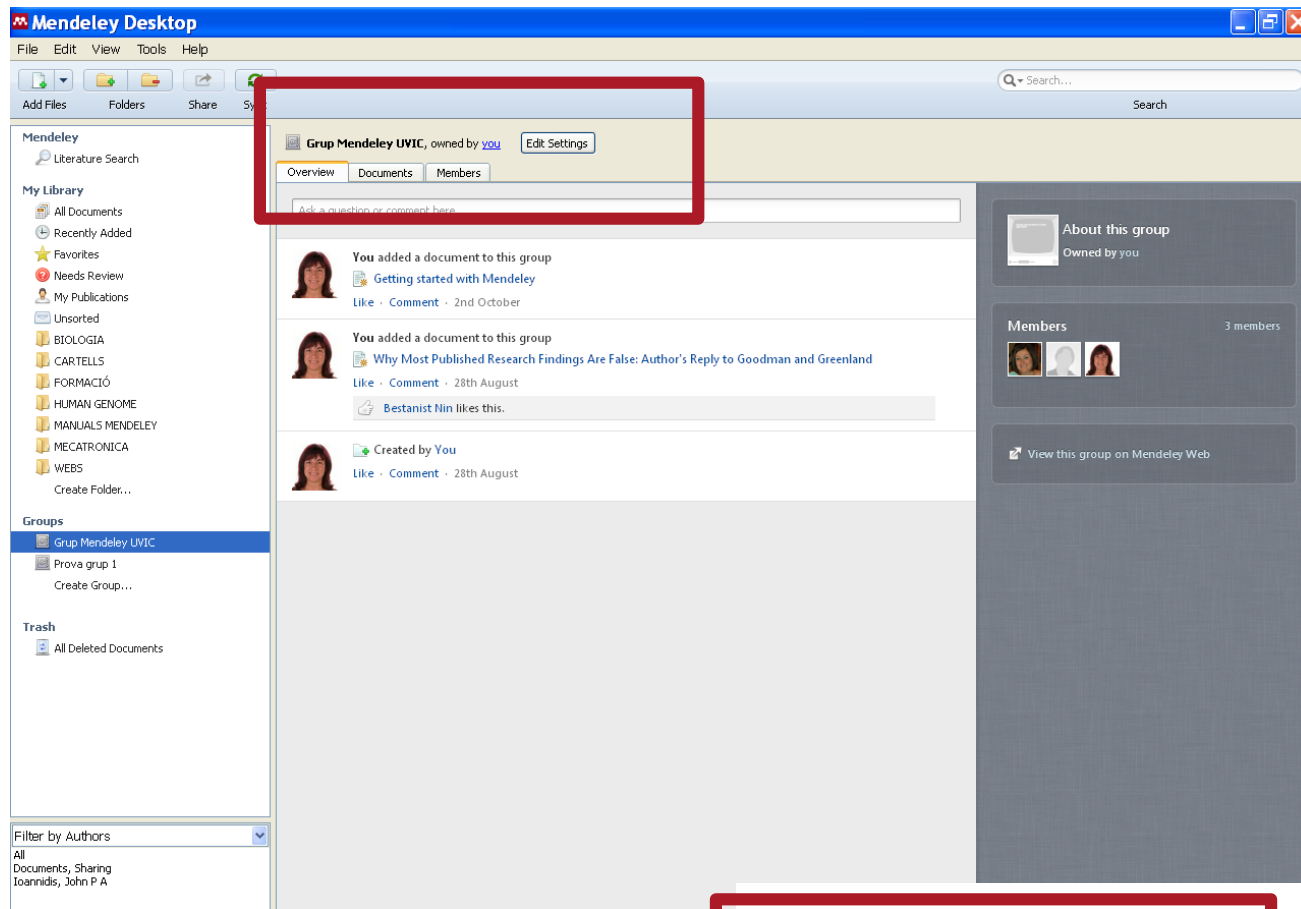 Mendeley Desktop
File Edit View Tools Help
Add Files Folders Share Sync
Search...
Search
Mendeley
Literature Search
My Library
All Documents
Recently Added
Favorites
Needs Review
My Publications
Unsorted
BIOLOGIA
CARTELLS
FORMACIÓ
HUMAN GENOME
MANUALS MENDELEY
MECATRONICA
WEBS
Create Folder...
Groups
Grup Mendeley UVIC
Prova grup 1
Create Group...
Trash
All Deleted Documents
Filter by Authors
All
Documents, Sharing
Ioannidis, John P A
Grup Mendeley UVIC, owned by you Edit Settings
Overview Documents Members
Ask a question or comment here
You added a document to this group
Getting started with Mendeley
Like · Comment · 2nd October
You added a document to this group
Why Most Published Research Findings Are False: Author's Reply to Goodman and Greenland
Like · Comment · 28th August
Bestanist Nin likes this.
Created by You
Like · Comment · 28th August
About this group
Owned by you
Members 3 members
View this group on Mendeley Web